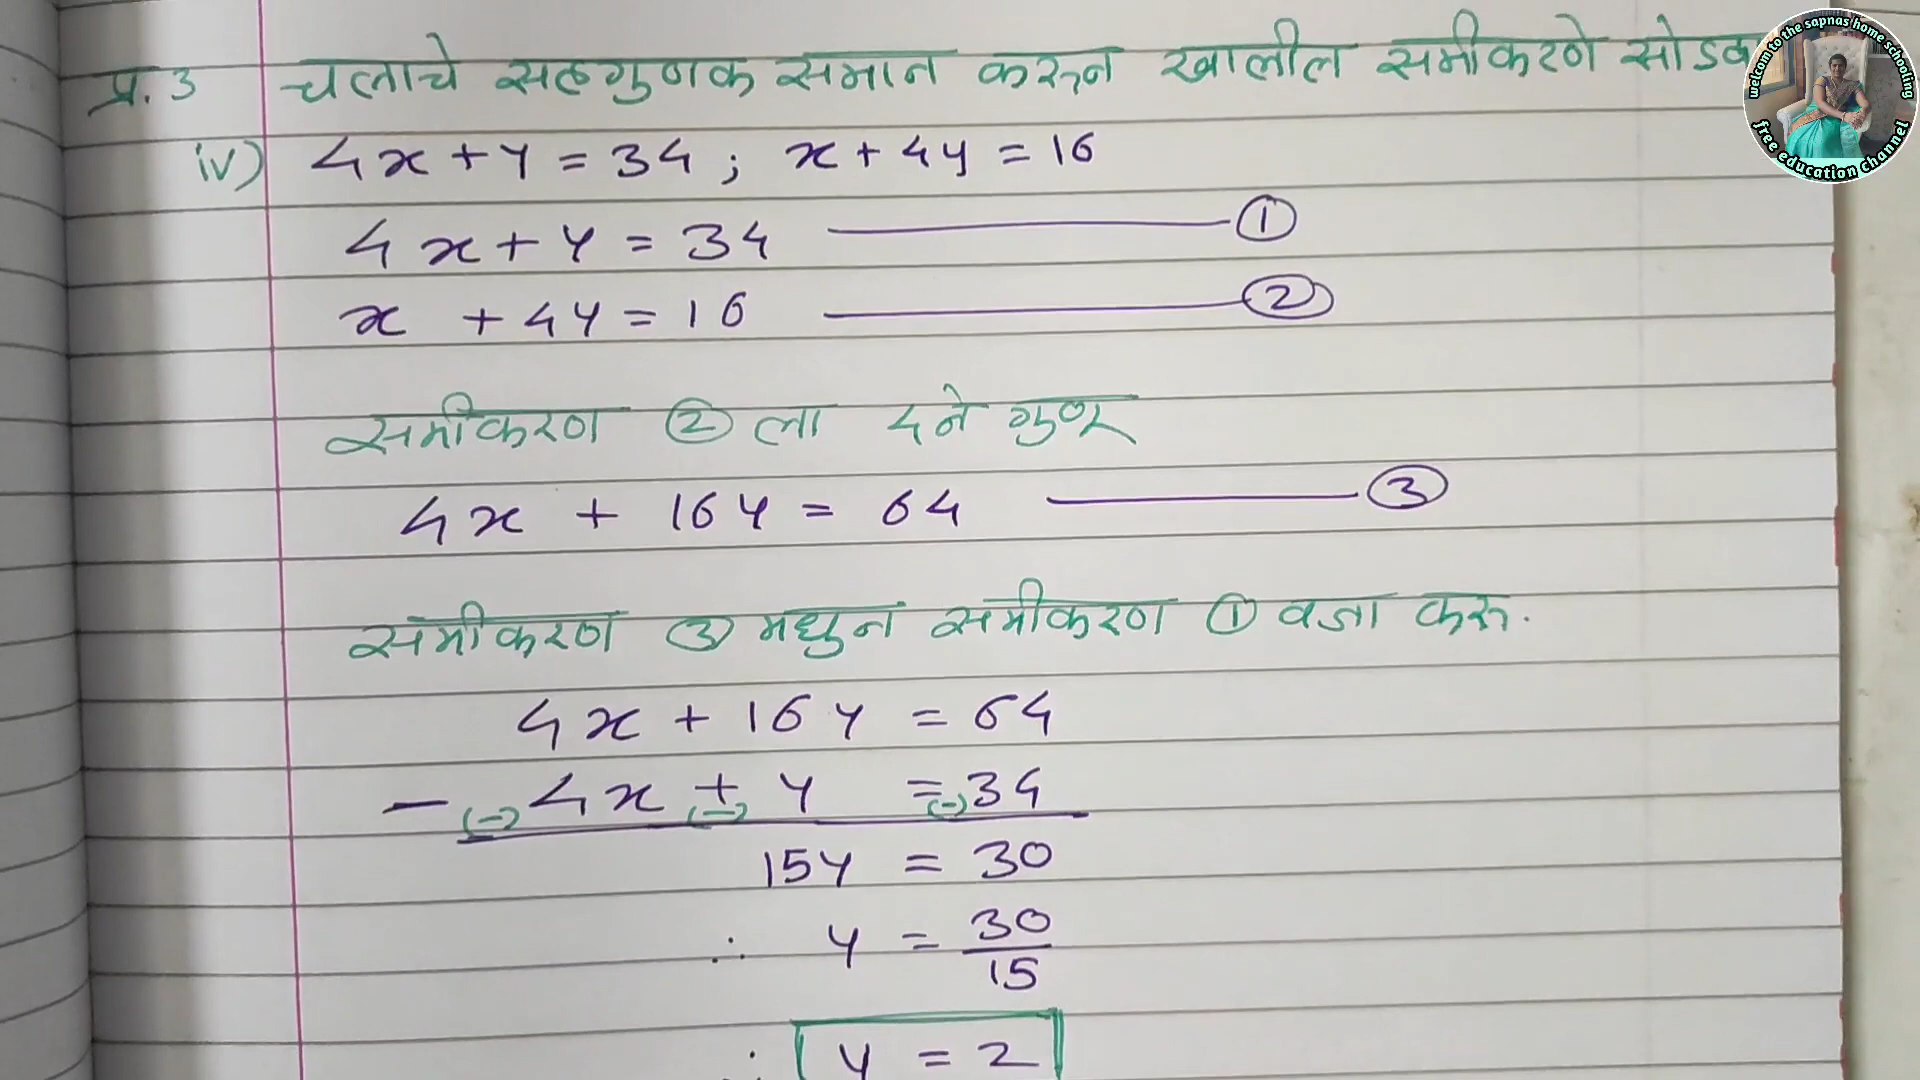 प्र. 3 चलाचे सहगुणक समान करून खालील समीकरणे सोडवा
iv) 4x + y = 34 ; x + 4y = 16
4x + y = 34 ——— ①
x + 4y = 16 ——— ②
समीकरण ② ला 4 ने गुणू
4x + 16y = 64 ——— ③
समीकरण ③ मधुन समीकरण ① वजा करू.
4x + 16y = 64
— 4x + y = 34
(-) (-) (-)
15y = 30
∴ y = 30/15
∴ y = 2
welcom to the sapnas home schooling
free education channel